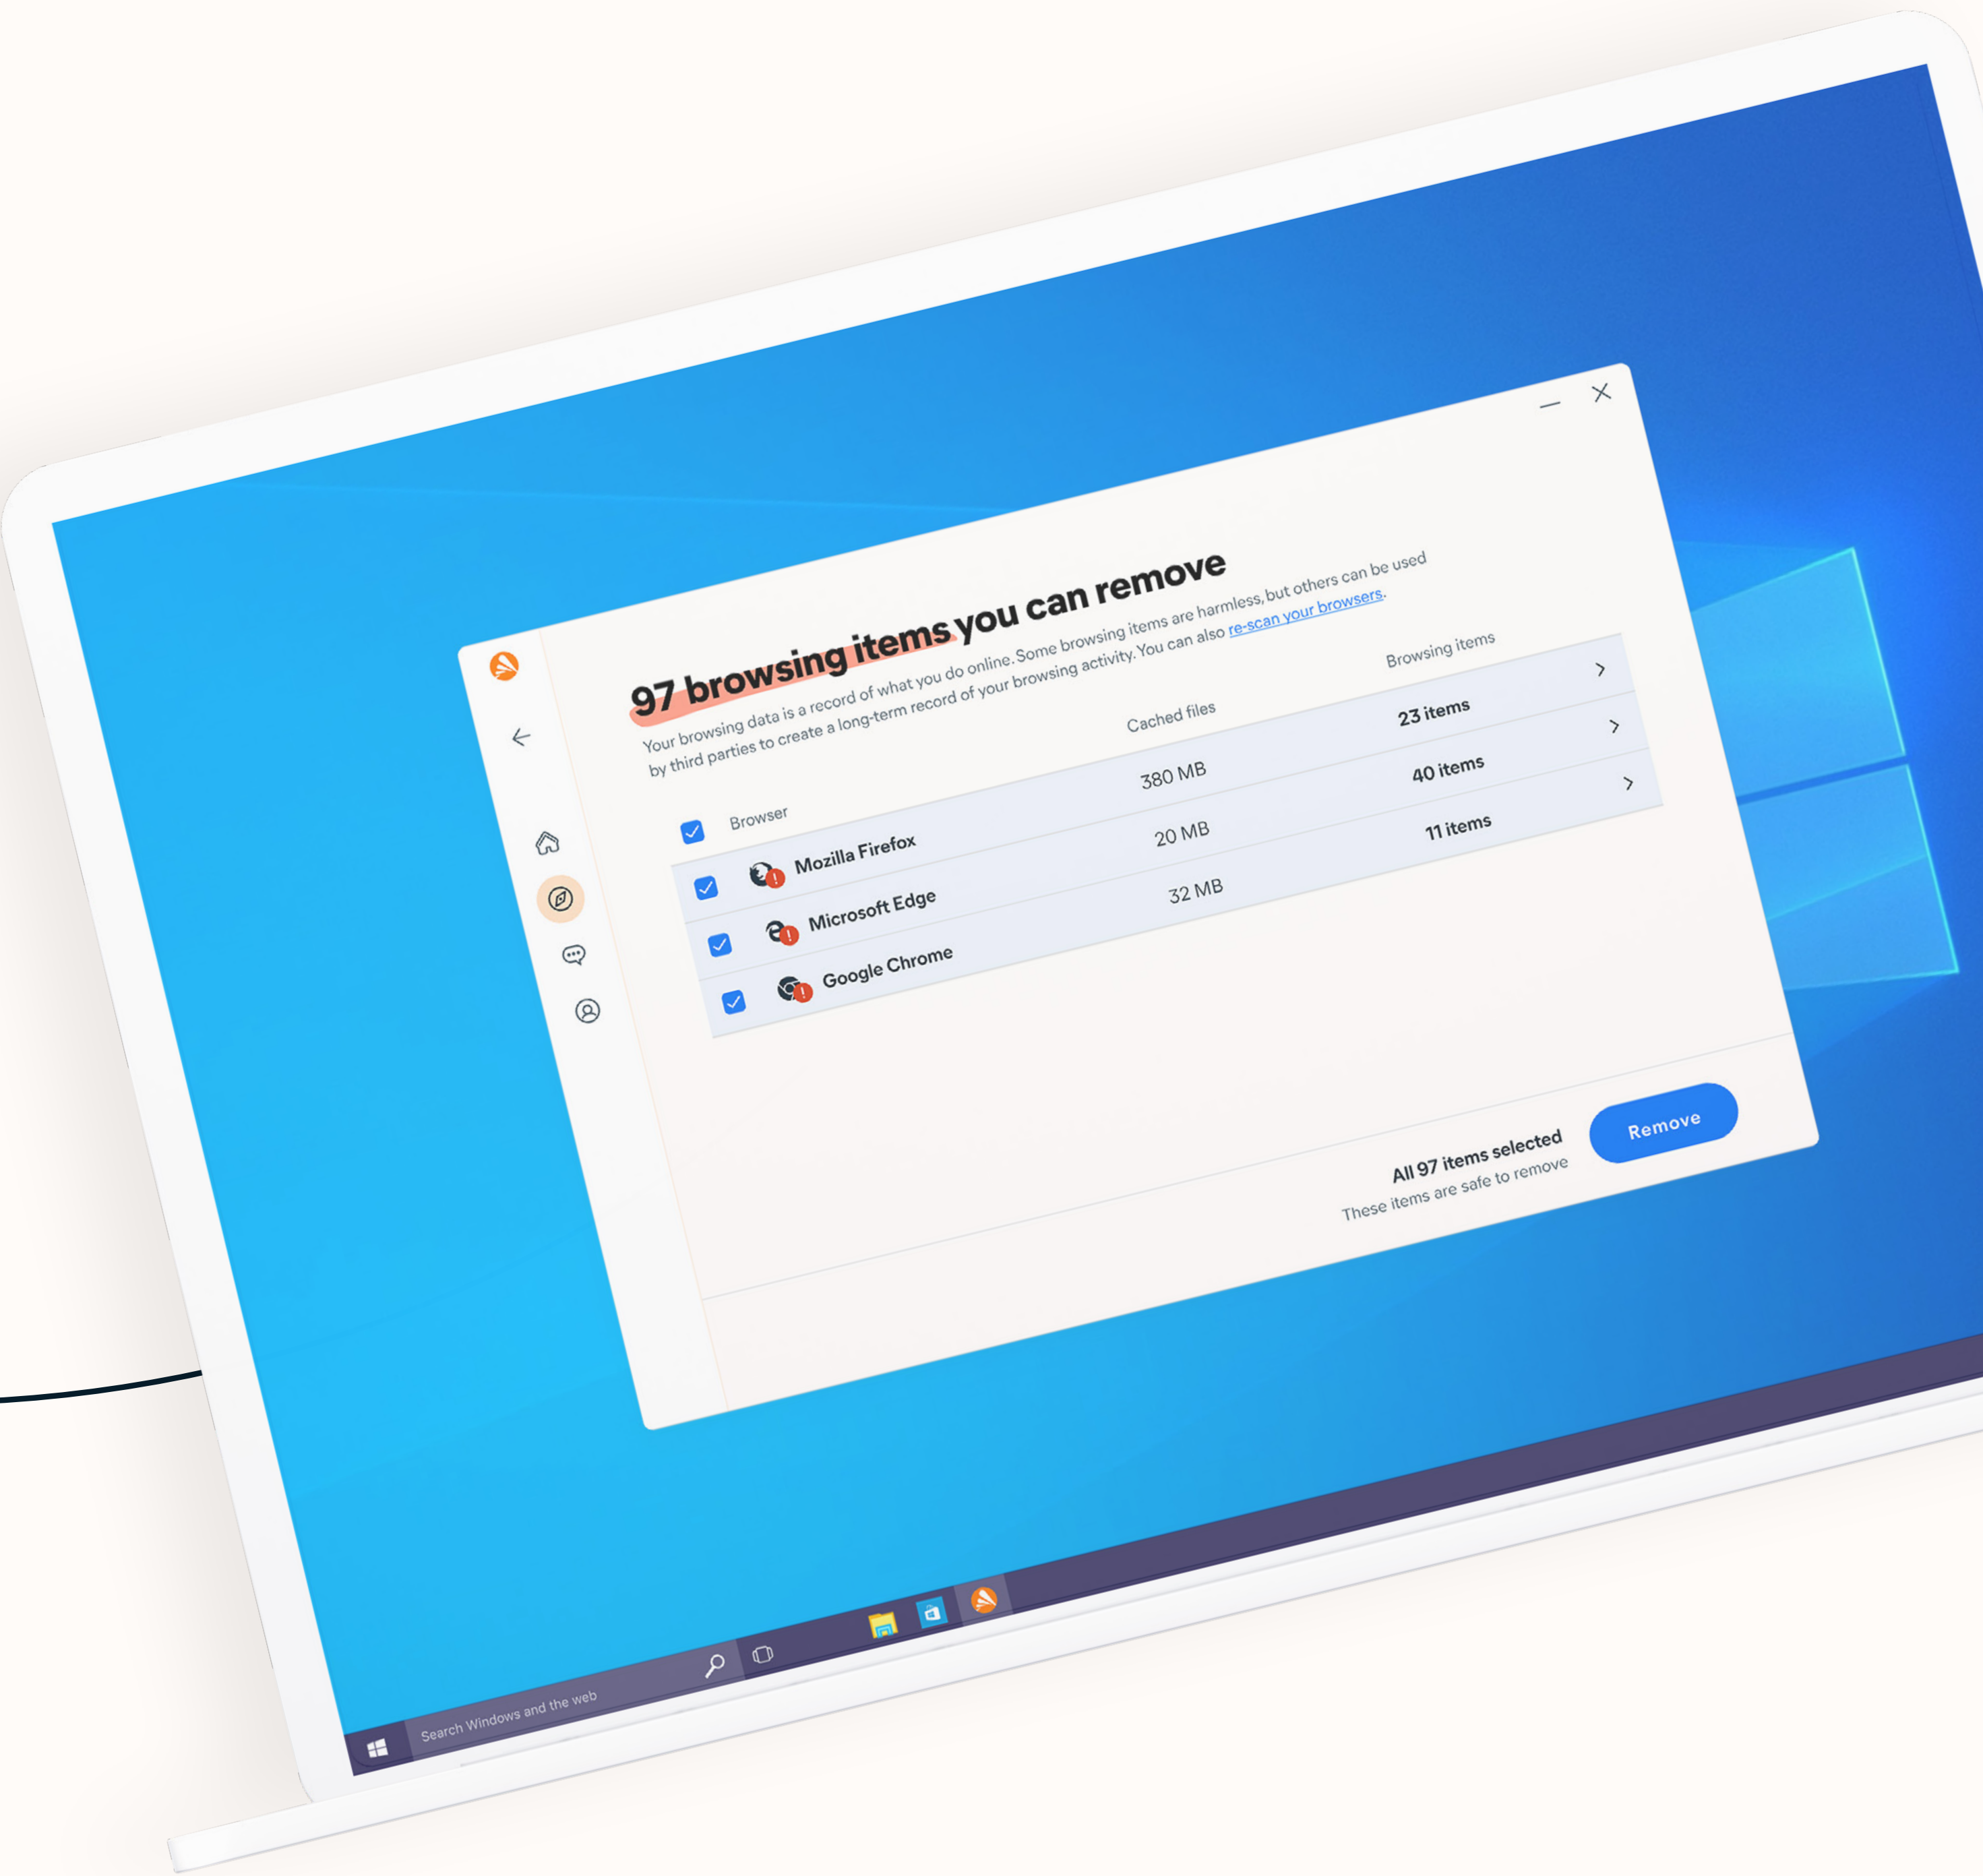 97 browsing items you can remove
Your browsing data is a record of what you do online. Some browsing items are harmless, but others can be used
by third parties to create a long-term record of your browsing activity. You can also re-scan your browsers.
Browser Cached files Browsing items
Mozilla Firefox 380 MB 23 items
Microsoft Edge 20 MB 40 items
Google Chrome 32 MB 11 items
All 97 items selected
These items are safe to remove
Remove
Search Windows and the web